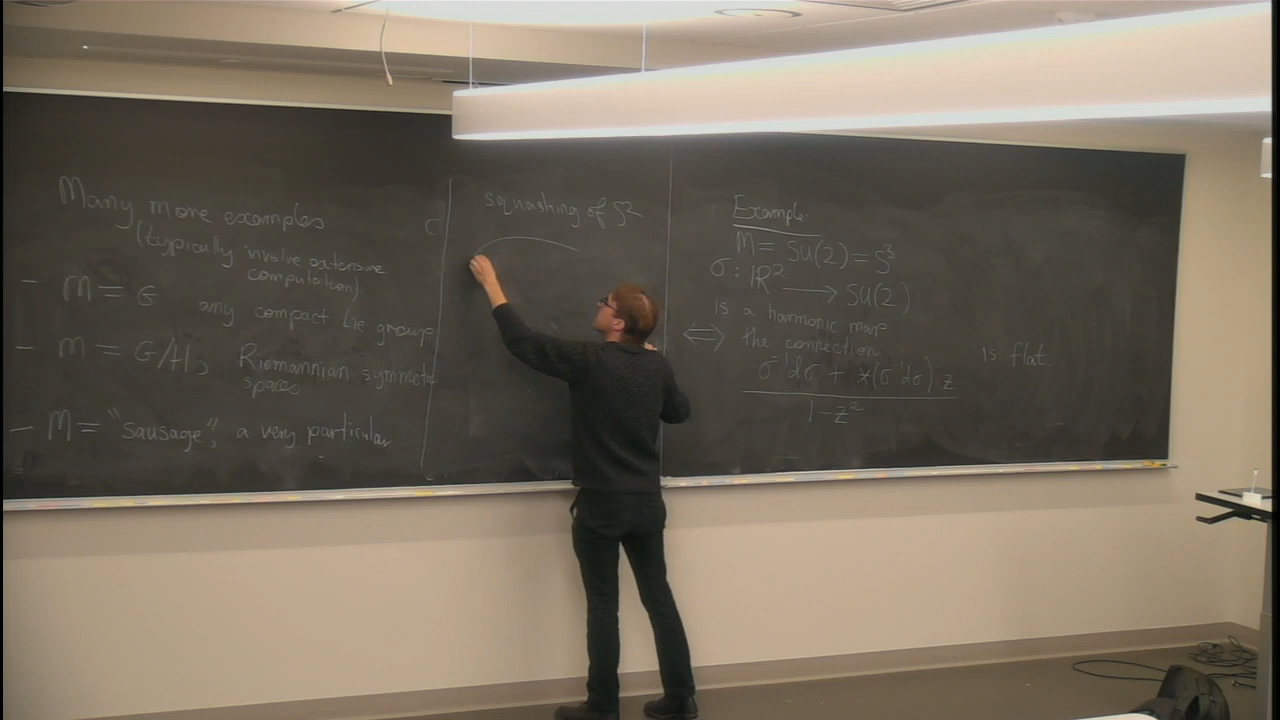 Many more examples
(typically involve extensive
computation)
- M = G any compact Lie group
- M = G/H, Riemannian symmetric
spaces
- M = "sausage", a very particular
squashing of S²
Example:
M = SU(2) = S³
σ : ℝ² ⟶ SU(2)
is a harmonic map
⟺ the connection
σ⁻¹dσ + *(σ⁻¹dσ) z
1 - z²
is flat.